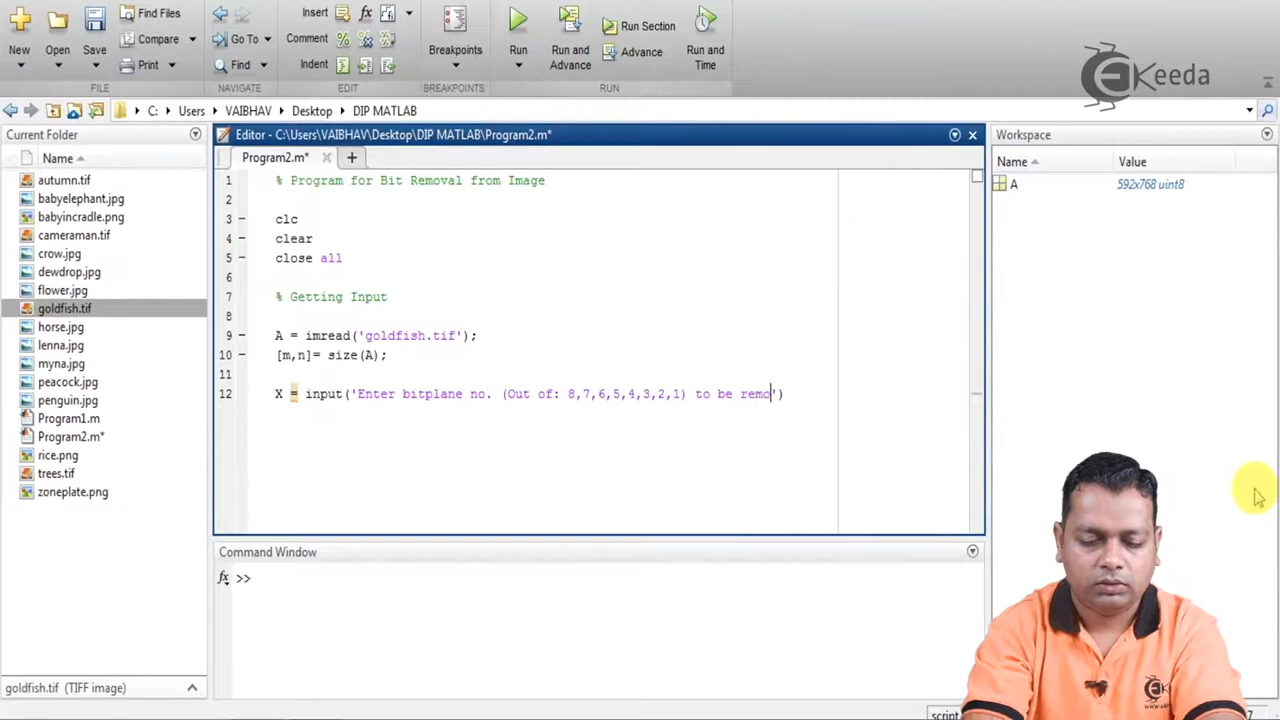 New
Open
Save
Find Files
Compare
Print
FILE
Go To
Find
NAVIGATE
Insert
Comment
Indent
EDIT
Breakpoints
BREAKPOINTS
Run
Run and Advance
Run Section
Advance
Run and Time
RUN
EKeeda
C: Users VAIBHAV Desktop DIP MATLAB
Current Folder
Name
autumn.tif
babyelephant.jpg
babyincradle.png
cameraman.tif
crow.jpg
dewdrop.jpg
flower.jpg
goldfish.tif
horse.jpg
lenna.jpg
myna.jpg
peacock.jpg
penguin.jpg
Program1.m
Program2.m*
rice.png
trees.tif
zoneplate.png
goldfish.tif (TIFF image)
Editor - C:\Users\VAIBHAV\Desktop\DIP MATLAB\Program2.m*
Program2.m*
1 % Program for Bit Removal from Image
2
3 clc
4 clear
5 close all
6
7 % Getting Input
8
9 A = imread('goldfish.tif');
10 [m,n]= size(A);
11
12 X = input('Enter bitplane no. (Out of: 8,7,6,5,4,3,2,1) to be remo')
Command Window
fx >>
Workspace
Name Value
A 592x768 uint8
script